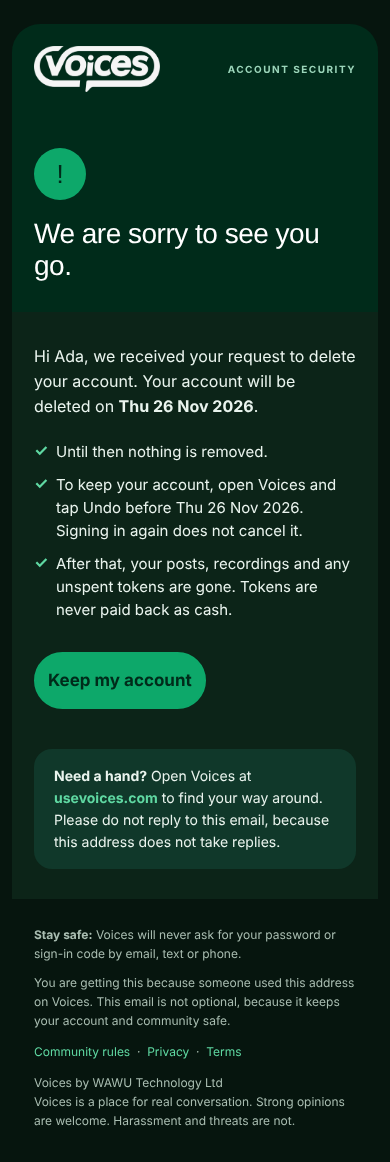 Voices
ACCOUNT SECURITY
!
We are sorry to see you
go.
Hi Ada, we received your request to delete
your account. Your account will be
deleted on Thu 26 Nov 2026.
Until then nothing is removed.
To keep your account, open Voices and
tap Undo before Thu 26 Nov 2026.
Signing in again does not cancel it.
After that, your posts, recordings and any
unspent tokens are gone. Tokens are
never paid back as cash.
Keep my account
Need a hand? Open Voices at
usevoices.com to find your way around.
Please do not reply to this email, because
this address does not take replies.
Stay safe: Voices will never ask for your password or
sign-in code by email, text or phone.
You are getting this because someone used this address
on Voices. This email is not optional, because it keeps
your account and community safe.
Community rules · Privacy · Terms
Voices by WAWU Technology Ltd
Voices is a place for real conversation. Strong opinions
are welcome. Harassment and threats are not.